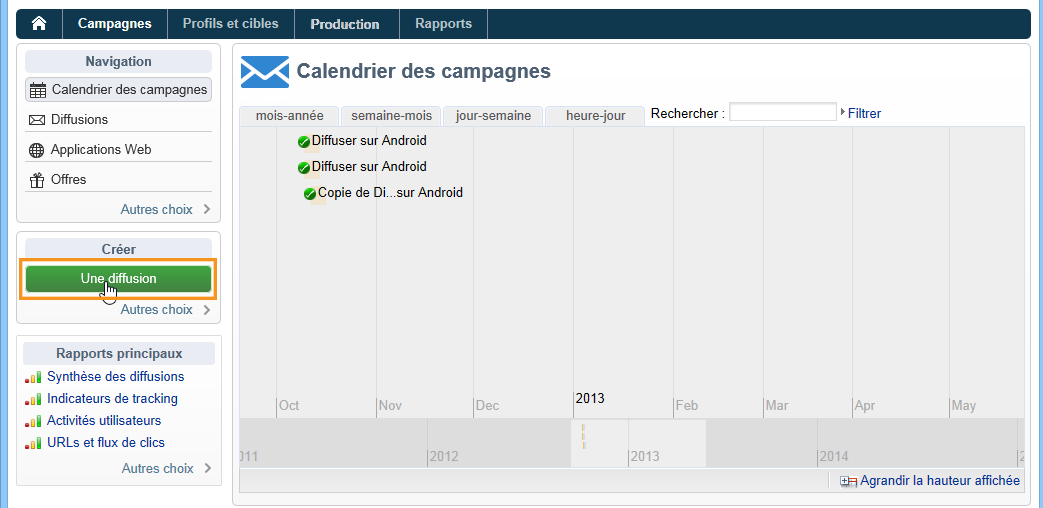 Campagnes Profils et cibles Production Rapports
Navigation
Calendrier des campagnes
Diffusions
Applications Web
Offres
Autres choix
Créer
Une diffusion
Autres choix
Rapports principaux
Synthèse des diffusions
Indicateurs de tracking
Activités utilisateurs
URLs et flux de clics
Autres choix
Calendrier des campagnes
mois-année semaine-mois jour-semaine heure-jour Rechercher : Filtrer
Diffuser sur Android
Diffuser sur Android
Copie de Di...sur Android
Oct Nov Dec 2013 Feb Mar Apr May
2012 2013 2014
Agrandir la hauteur affichée